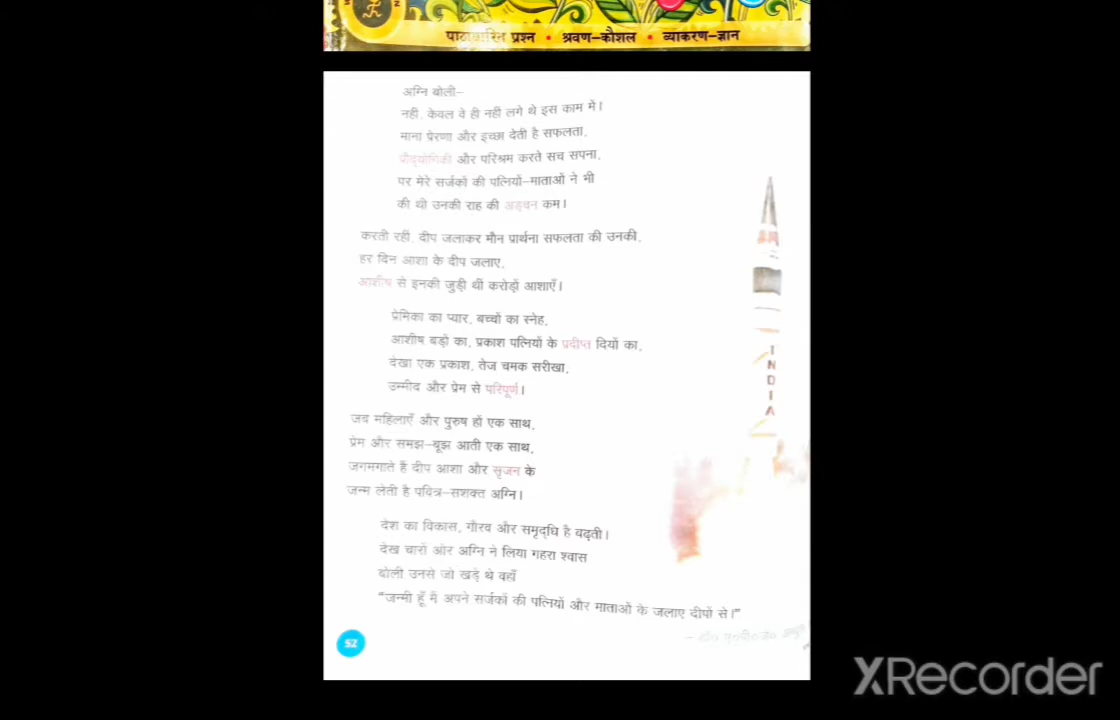 पाठाधारित प्रश्न • श्रवण-कौशल • व्याकरण-ज्ञान
अग्नि बोली–
नहीं, केवल वे ही नहीं लगे थे इस काम में।
माना प्रेरणा और इच्छा देती है सफलता,
प्रौद्योगिकी और परिश्रम करते सच सपना,
पर मेरे सर्जकों की पत्नियों-माताओं ने भी
की थी उनकी राह की अड़चन कम।
करती रहीं, दीप जलाकर मौन प्रार्थना सफलता की उनकी,
हर दिन आशा के दीप जलाए,
आशीष से इनकी जुड़ी थीं करोड़ों आशाएँ।
प्रेमिका का प्यार, बच्चों का स्नेह,
आशीष बड़ों का, प्रकाश पत्नियों के प्रदीप्त दियों का,
देखा एक प्रकाश, तेज चमक सरीखा,
उम्मीद और प्रेम से परिपूर्ण।
जब महिलाएँ और पुरुष हों एक साथ,
प्रेम और समझ-बूझ आती एक साथ,
जगमगाते हैं दीप आशा और सृजन के
जन्म लेती है पवित्र-सशक्त अग्नि।
देश का विकास, गौरव और समृद्धि है बढ़ती।
देख चारों ओर अग्नि ने लिया गहरा श्वास
बोली उनसे जो खड़े थे वहाँ
"जन्मी हूँ मैं अपने सर्जकों की पत्नियों और माताओं के जलाए दीपों से।"
INDIA
52
XRecorder